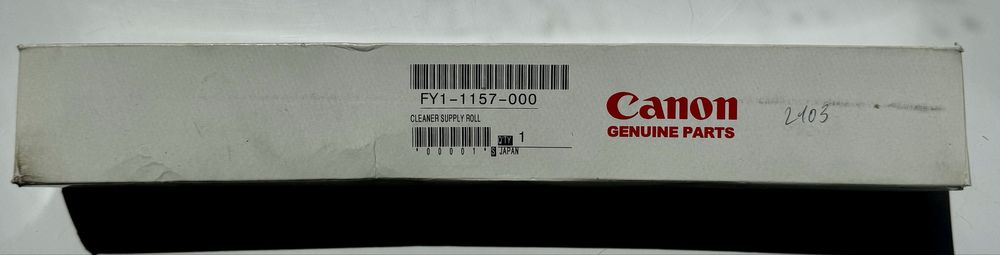 FY1-1157-000
CLEANER SUPPLY ROLL
QTY 1
*00001* S JAPAN
Canon
GENUINE PARTS
2103